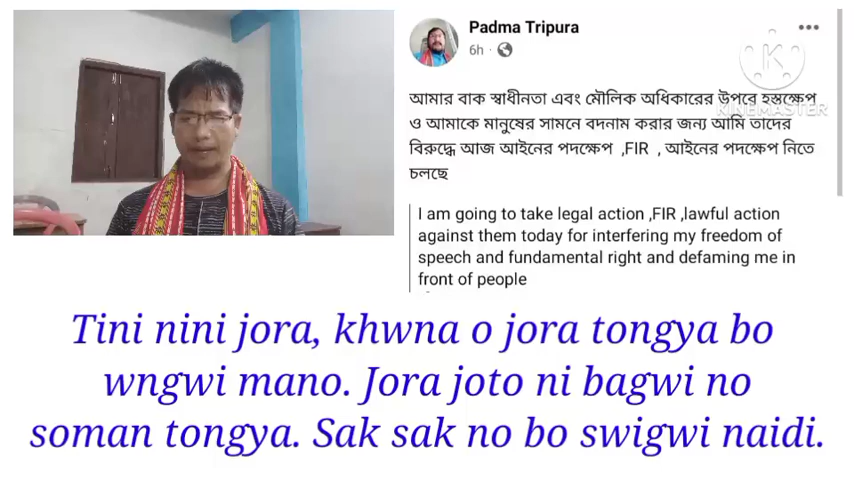 Padma Tripura
6h
KINEMASTER
আমার বাক স্বাধীনতা এবং মৌলিক অধিকারের উপরে হস্তক্ষেপ
ও আমাকে মানুষের সামনে বদনাম করার জন্য আমি তাদের
বিরুদ্ধে আজ আইনের পদক্ষেপ ,FIR , আইনের পদক্ষেপ নিতে
চলছে
I am going to take legal action ,FIR ,lawful action
against them today for interfering my freedom of
speech and fundamental right and defaming me in
front of people
Tini nini jora, khwna o jora tongya bo
wngwi mano. Jora joto ni bagwi no
soman tongya. Sak sak no bo swigwi naidi.